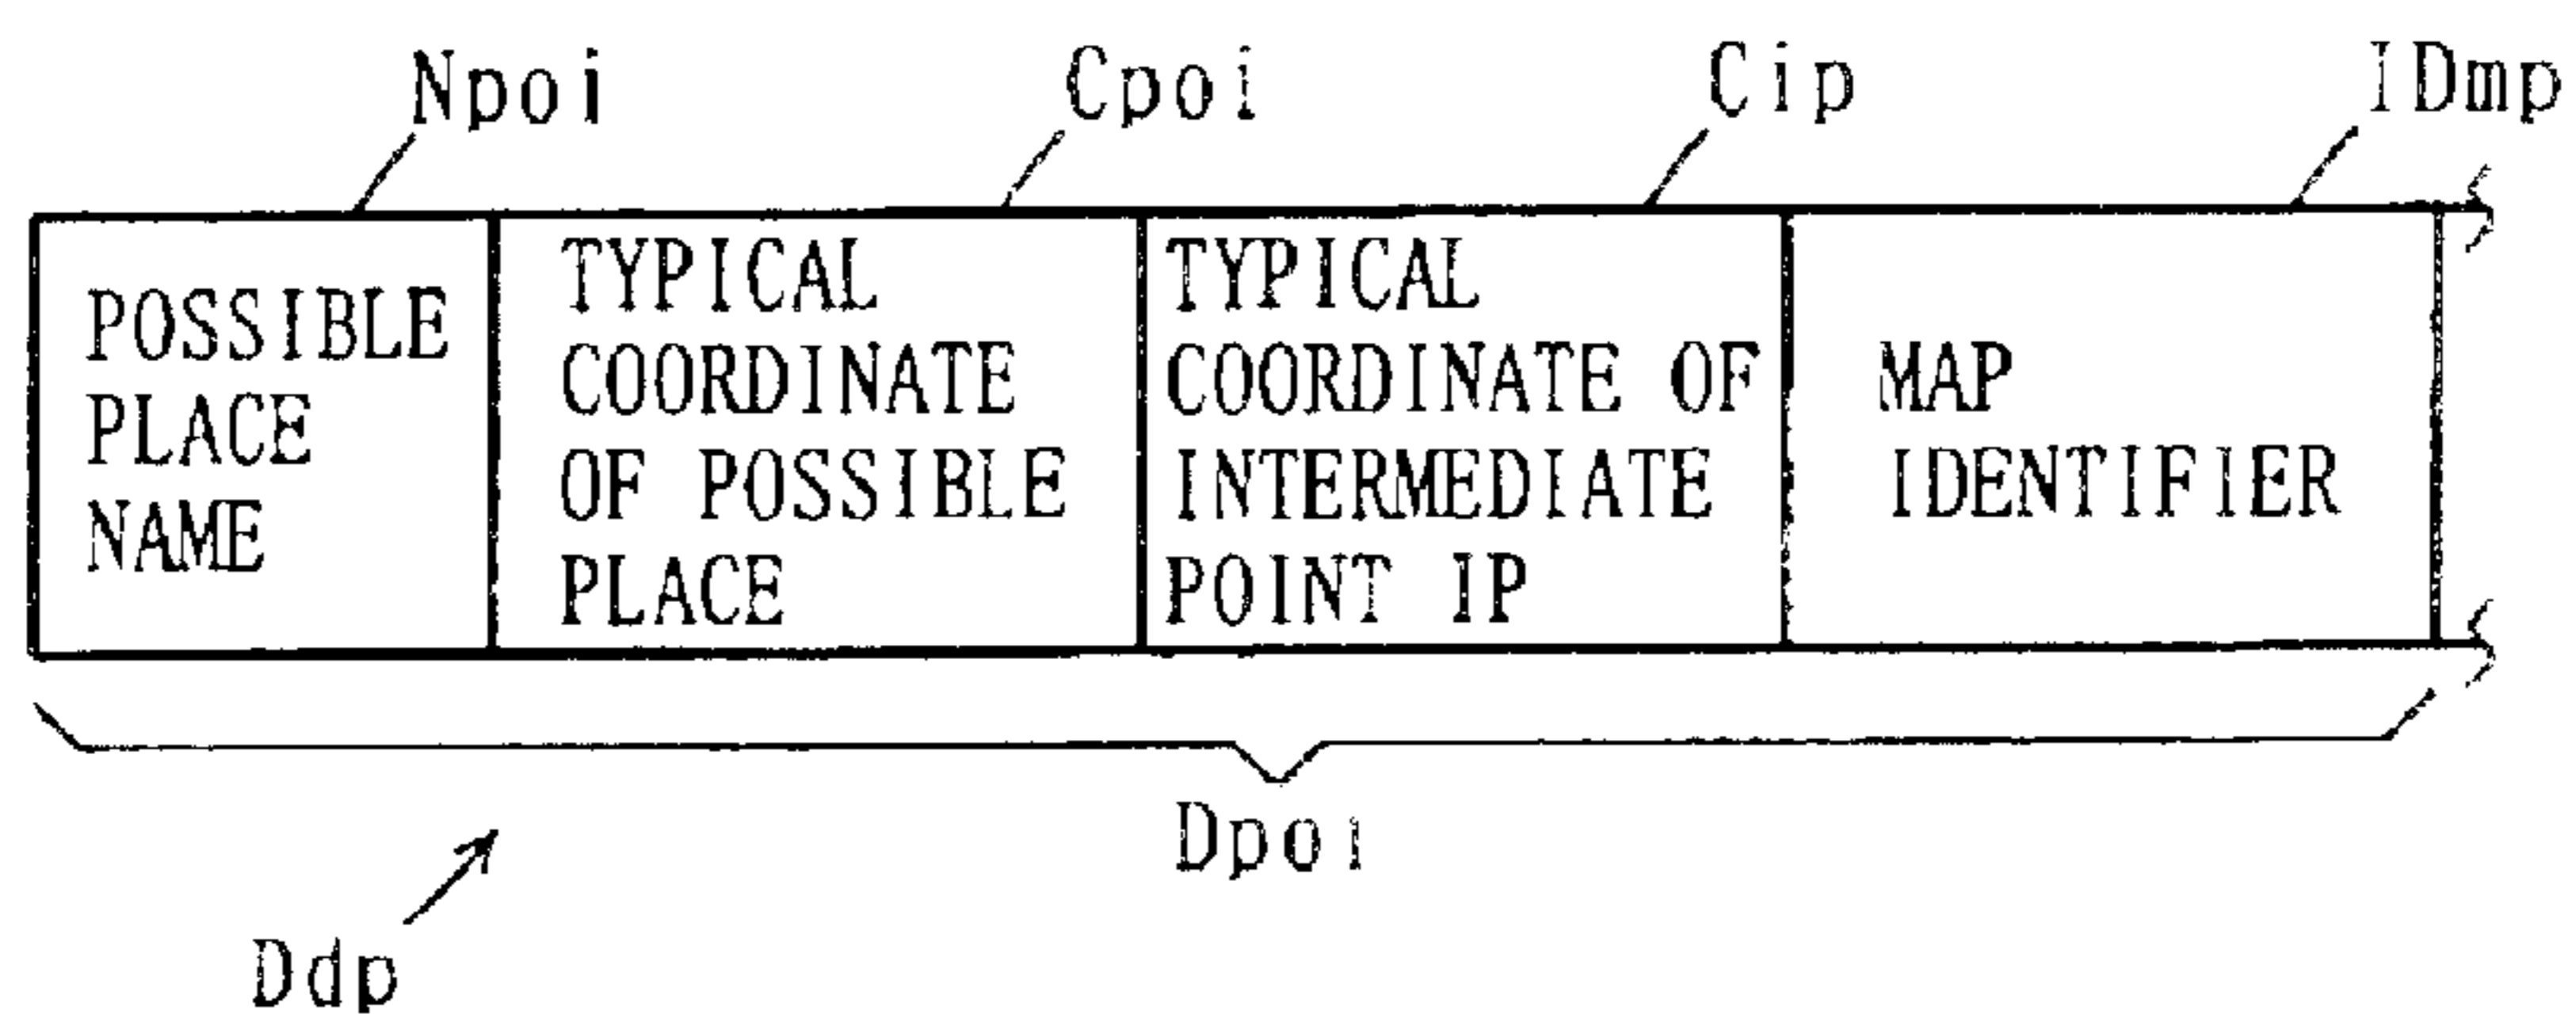 Npoi Cpoi Cip IDmp
POSSIBLE
PLACE
NAME
TYPICAL
COORDINATE
OF POSSIBLE
PLACE
TYPICAL
COORDINATE OF
INTERMEDIATE
POINT IP
MAP
IDENTIFIER
Dpoi
Ddp